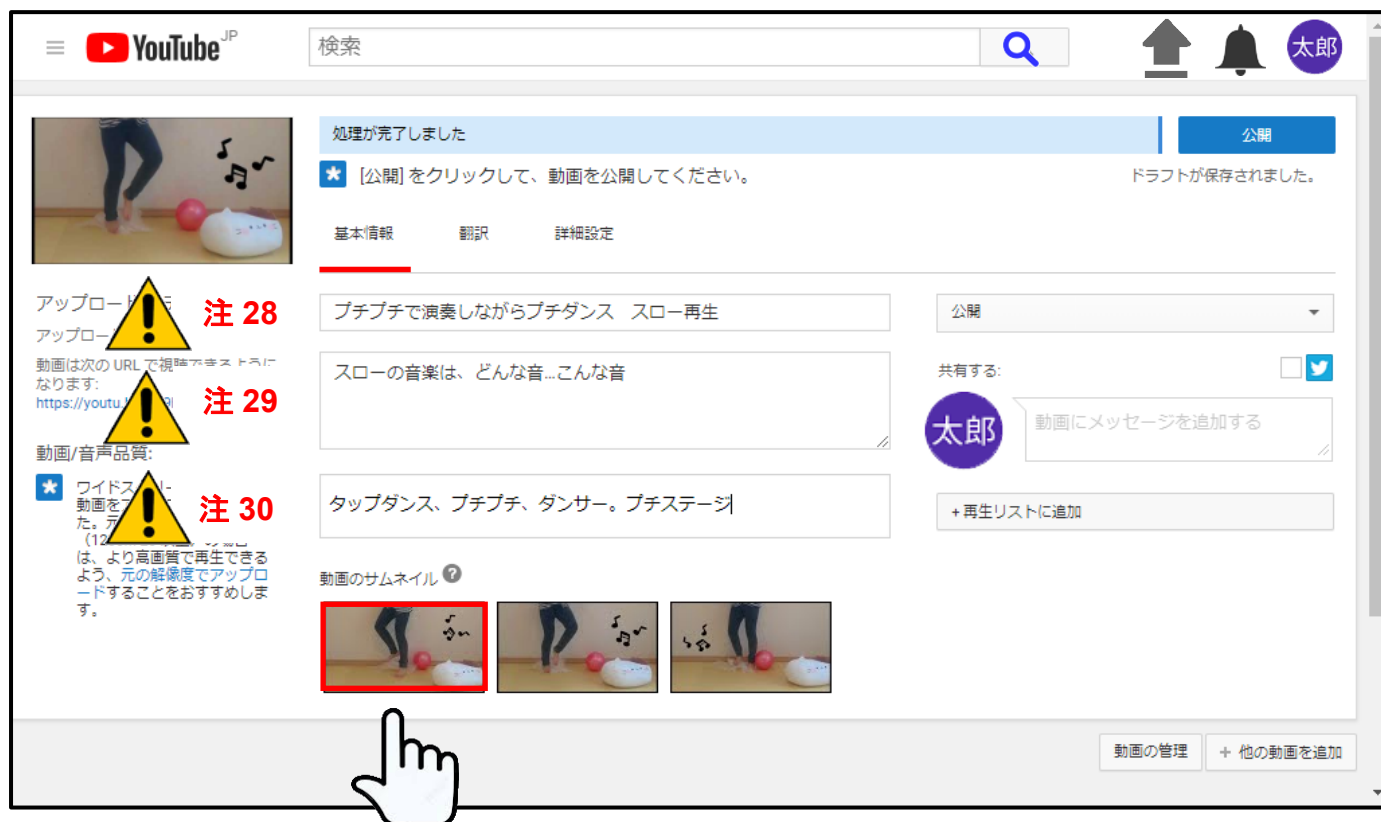 YouTube JP
検索
太郎
処理が完了しました
公開
[公開] をクリックして、動画を公開してください。
ドラフトが保存されました。
基本情報 翻訳 詳細設定
アップロード
注 28
アップロー
動画は次の URL で視聴できるように
なります:
https://youtu.
注 29
動画/音声品質:
ワイドスクリー
動画を
注 30
た。元
(12
は、より高画質で再生できる
よう、元の解像度でアップロ
ードすることをおすすめしま
す。
プチプチで演奏しながらプチダンス スロー再生
スローの音楽は、どんな音...こんな音
タップダンス、プチプチ、ダンサー。プチステージ
動画のサムネイル
公開
共有する:
太郎
動画にメッセージを追加する
+ 再生リストに追加
動画の管理
+ 他の動画を追加